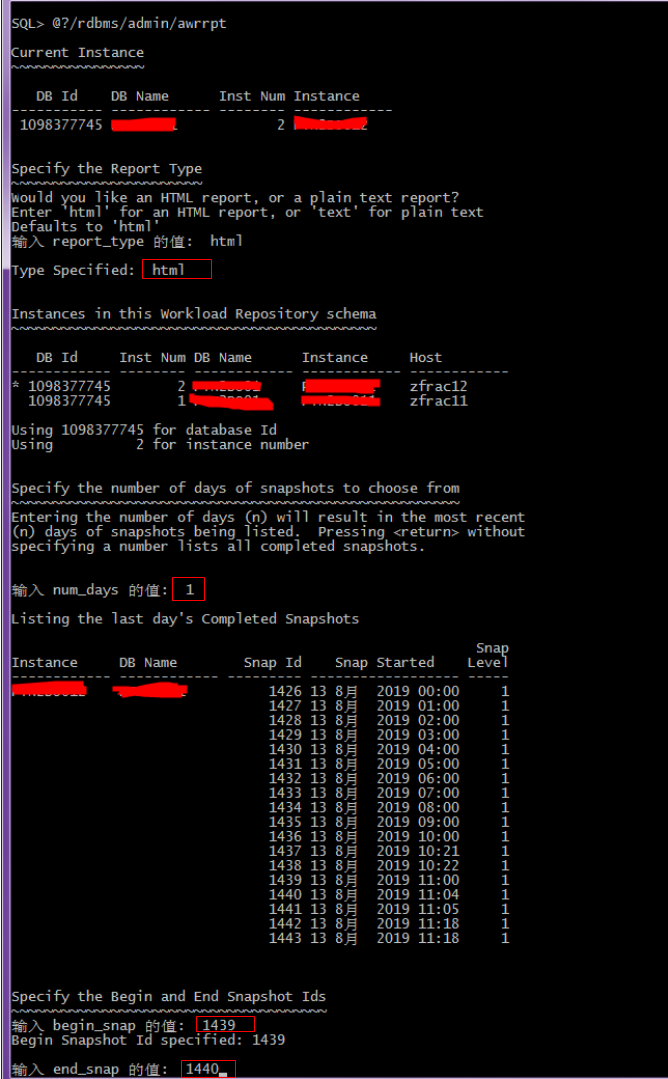 SQL> @?/rdbms/admin/awrrpt
Current Instance
~~~~~~~~~~~~~~~~
DB Id DB Name Inst Num Instance
----------- ------------ -------- ------------
1098377745 2
Specify the Report Type
~~~~~~~~~~~~~~~~~~~~~~~
Would you like an HTML report, or a plain text report?
Enter 'html' for an HTML report, or 'text' for plain text
Defaults to 'html'
输入 report_type 的值: html
Type Specified: html
Instances in this Workload Repository schema
~~~~~~~~~~~~~~~~~~~~~~~~~~~~~~~~~~~~~~~~~~~~
DB Id Inst Num DB Name Instance Host
------------ -------- ------------ ------------ ------------
* 1098377745 2 zfrac12
1098377745 1 zfrac11
Using 1098377745 for database Id
Using 2 for instance number
Specify the number of days of snapshots to choose from
~~~~~~~~~~~~~~~~~~~~~~~~~~~~~~~~~~~~~~~~~~~~~~~~~~~~~~
Entering the number of days (n) will result in the most recent
(n) days of snapshots being listed. Pressing <return> without
specifying a number lists all completed snapshots.
输入 num_days 的值: 1
Listing the last day's Completed Snapshots
Snap
Instance DB Name Snap Id Snap Started Level
------------ ------------ --------- ------------------ -----
1426 13 8月 2019 00:00 1
1427 13 8月 2019 01:00 1
1428 13 8月 2019 02:00 1
1429 13 8月 2019 03:00 1
1430 13 8月 2019 04:00 1
1431 13 8月 2019 05:00 1
1432 13 8月 2019 06:00 1
1433 13 8月 2019 07:00 1
1434 13 8月 2019 08:00 1
1435 13 8月 2019 09:00 1
1436 13 8月 2019 10:00 1
1437 13 8月 2019 10:21 1
1438 13 8月 2019 10:22 1
1439 13 8月 2019 11:00 1
1440 13 8月 2019 11:04 1
1441 13 8月 2019 11:05 1
1442 13 8月 2019 11:18 1
1443 13 8月 2019 11:18 1
Specify the Begin and End Snapshot Ids
~~~~~~~~~~~~~~~~~~~~~~~~~~~~~~~~~~~~~~
输入 begin_snap 的值: 1439
Begin Snapshot Id specified: 1439
输入 end_snap 的值: 1440